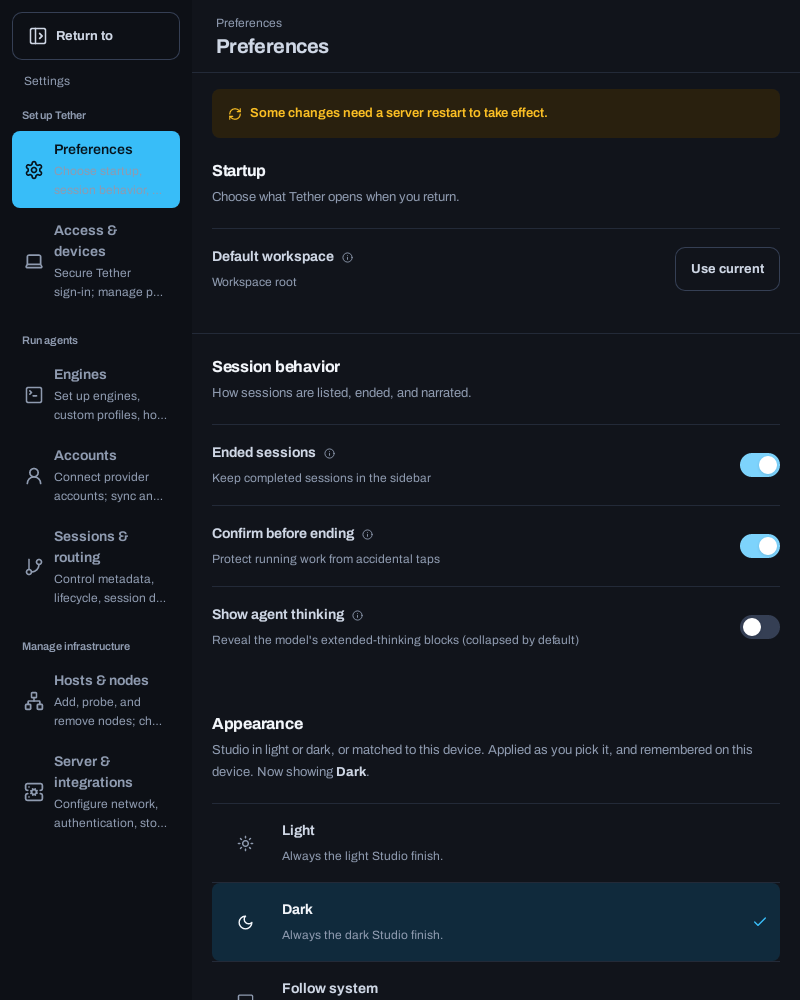 Return to
Settings
Set up Tether
Preferences
Choose startup,
session behavior...
Access &
devices
Secure Tether
sign-in; manage p...
Run agents
Engines
Set up engines,
custom profiles, ho...
Accounts
Connect provider
accounts; sync an...
Sessions &
routing
Control metadata,
lifecycle, session d...
Manage infrastructure
Hosts & nodes
Add, probe, and
remove nodes; ch...
Server &
integrations
Configure network,
authentication, sto...
Preferences
Preferences
Some changes need a server restart to take effect.
Startup
Choose what Tether opens when you return.
Default workspace
Workspace root
Use current
Session behavior
How sessions are listed, ended, and narrated.
Ended sessions
Keep completed sessions in the sidebar
Confirm before ending
Protect running work from accidental taps
Show agent thinking
Reveal the model's extended-thinking blocks (collapsed by default)
Appearance
Studio in light or dark, or matched to this device. Applied as you pick it, and remembered on this
device. Now showing Dark.
Light
Always the light Studio finish.
Dark
Always the dark Studio finish.
Follow system